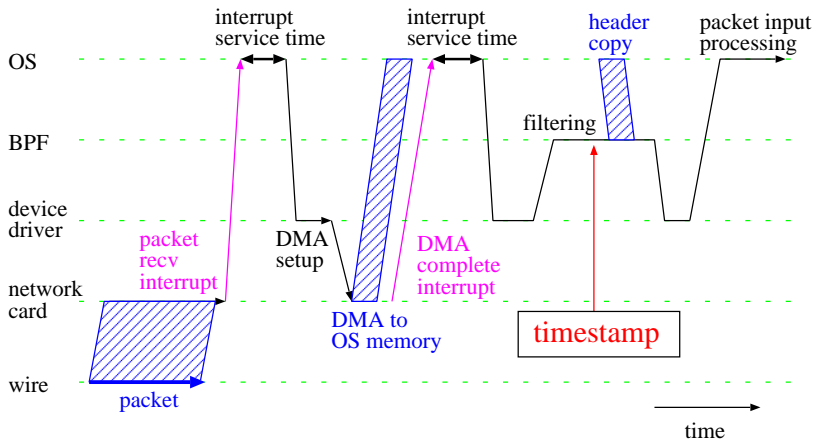 interrupt
service time
interrupt
service time
header
copy
packet input
processing
OS
BPF
filtering
device
driver
packet
recv
interrupt
DMA
setup
DMA
complete
interrupt
network
card
DMA to
OS memory
timestamp
wire
packet
time